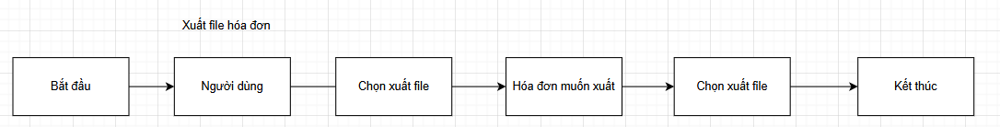 Xuất file hóa đơn
Bắt đầu
Người dùng
Chọn xuất file
Hóa đơn muốn xuất
Chọn xuất file
Kết thúc